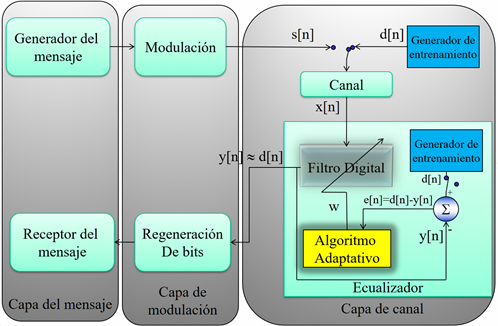 Generador del
mensaje
Modulación
s[n]
d[n]
Generador de
entrenamiento
Canal
x[n]
y[n] ≈ d[n]
Filtro Digital
Generador de
entrenamiento
d[n]
+
e[n]=d[n]-y[n]
Σ
w
-
y[n]
Receptor del
mensaje
Regeneración
De bits
Algoritmo
Adaptativo
Ecualizador
Capa del mensaje
Capa de
modulación
Capa de canal